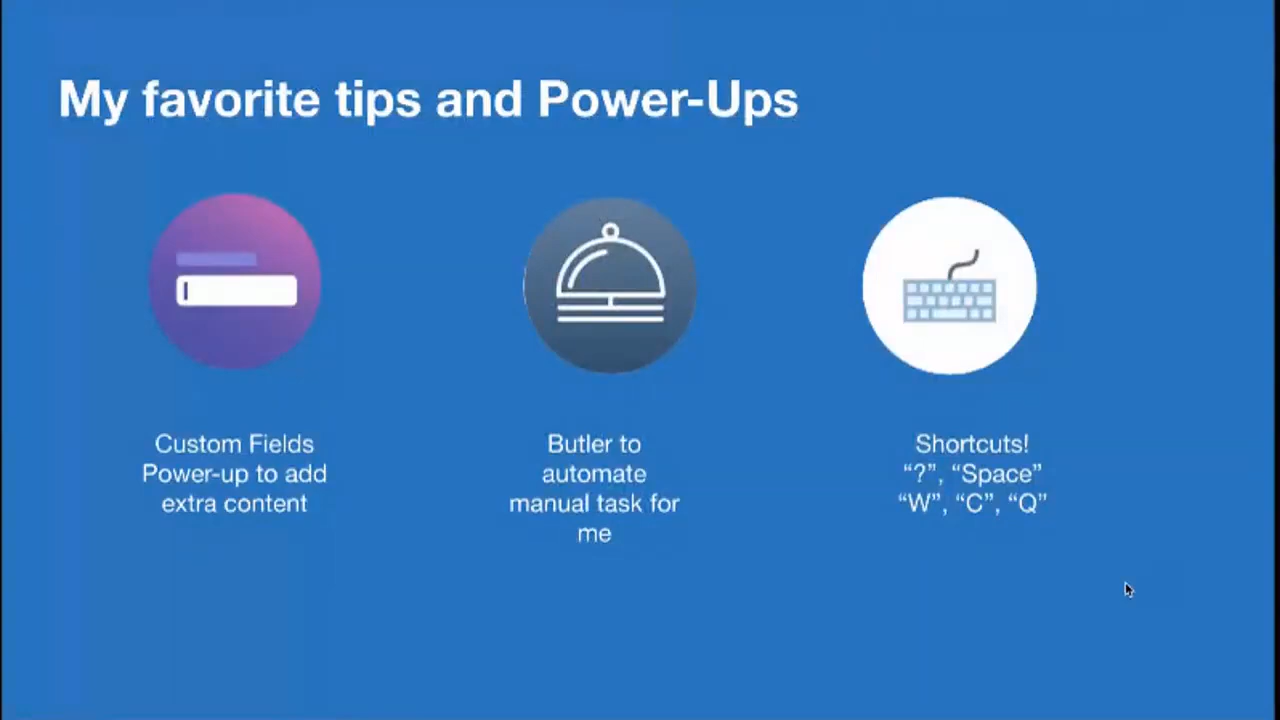 My favorite tips and Power-Ups
Custom Fields
Power-up to add
extra content
Butler to
automate
manual task for
me
Shortcuts!
“?”, “Space”
“W”, “C”, “Q”